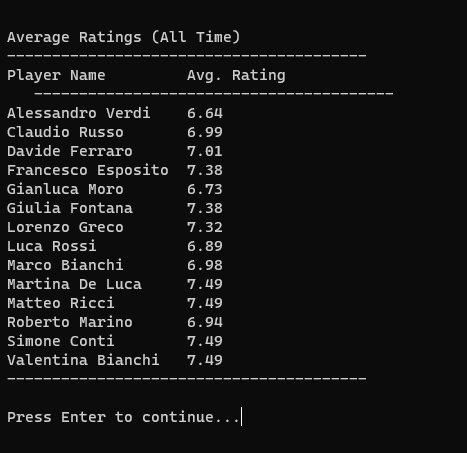 Average Ratings (All Time)
----------------------------------------
Player Name         Avg. Rating
   ----------------------------------------
Alessandro Verdi    6.64
Claudio Russo       6.99
Davide Ferraro      7.01
Francesco Esposito  7.38
Gianluca Moro       6.73
Giulia Fontana      7.38
Lorenzo Greco       7.32
Luca Rossi          6.89
Marco Bianchi       6.98
Martina De Luca     7.49
Matteo Ricci        7.49
Roberto Marino      6.94
Simone Conti        7.49
Valentina Bianchi   7.49
----------------------------------------
Press Enter to continue...